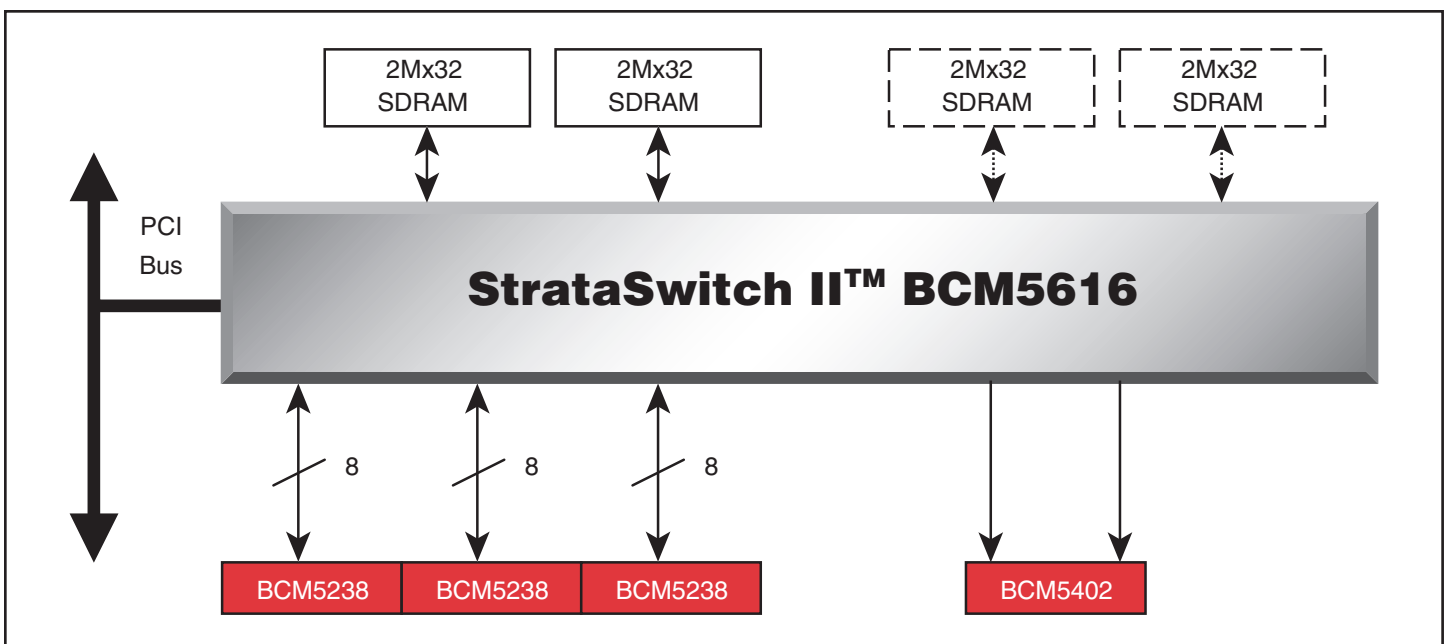 2Mx32
SDRAM
2Mx32
SDRAM
2Mx32
SDRAM
2Mx32
SDRAM
PCI
Bus
StrataSwitch II™ BCM5616
8
8
8
BCM5238
BCM5238
BCM5238
BCM5402